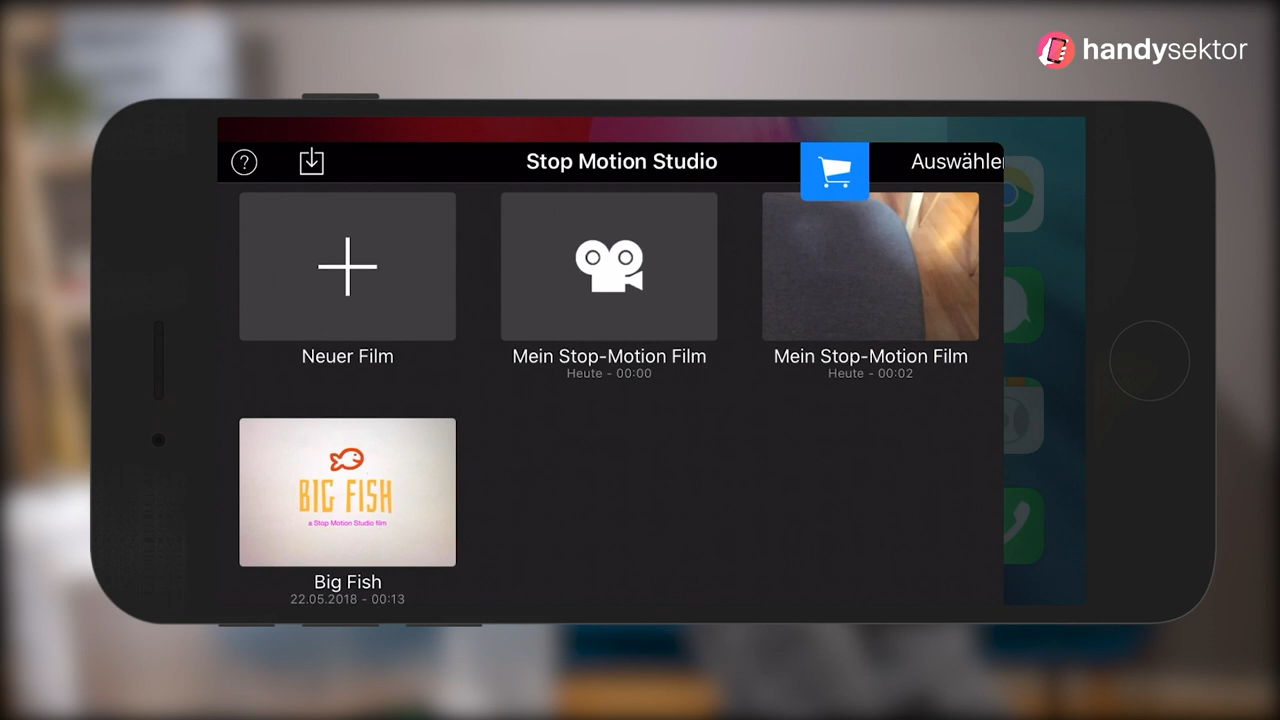 handysektor
?
Stop Motion Studio
Auswähle
Neuer Film
Mein Stop-Motion Film
Heute - 00:00
Mein Stop-Motion Film
Heute - 00:02
BIG FISH
a Stop Motion Studio film
Big Fish
22.05.2018 - 00:13